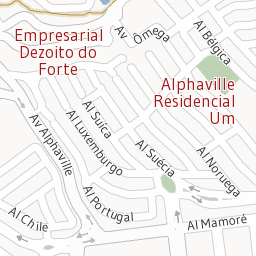 Av Ômega
Al Bélgica
Empresarial
Dezoito do
Forte
Alphaville
Residencial
Um
Al Suíca
Al Luxemburgo
Av Alphaville
Al Suécia
Al Noruega
Al Portugal
Al Chile
Al Mamoré